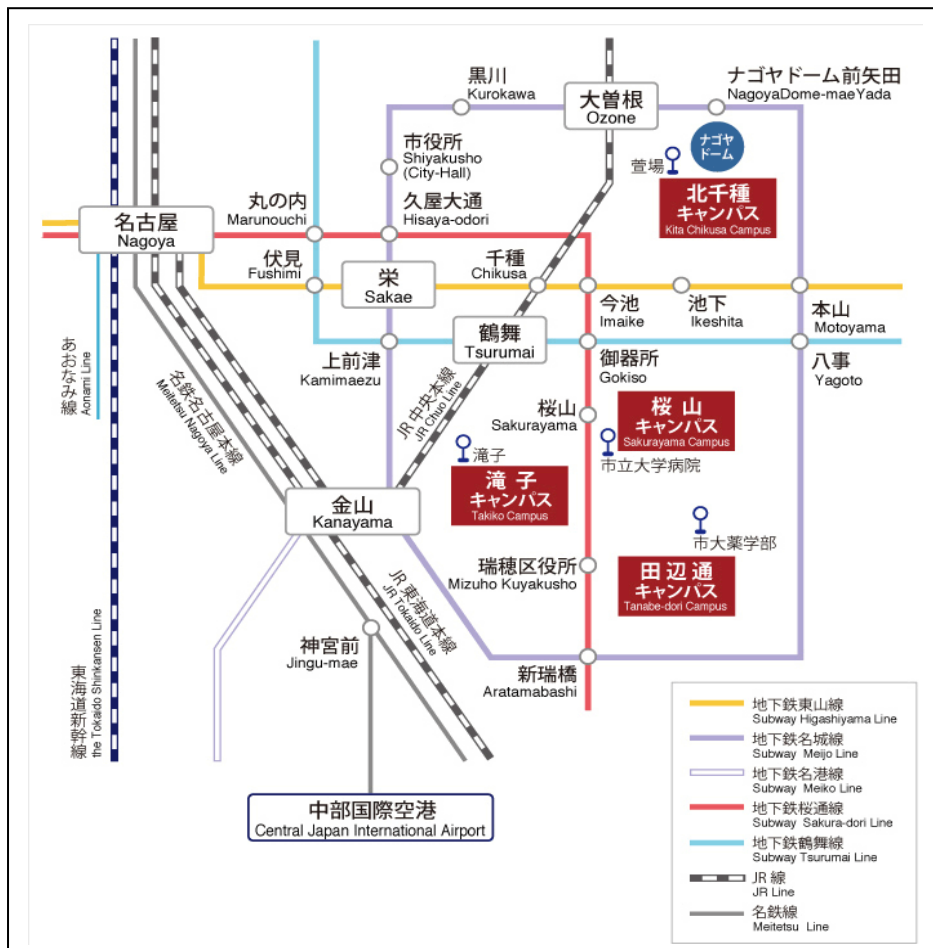 黒川
Kurokawa
大曽根
Ozone
ナゴヤドーム前矢田
NagoyaDome-maeYada
市役所
Shiyakusho
(City-Hall)
萱場
ナゴヤ
ドーム
北千種
キャンパス
Kita Chikusa Campus
丸の内
Marunouchi
久屋大通
Hisaya-odori
名古屋
Nagoya
伏見
Fushimi
栄
Sakae
千種
Chikusa
今池
Imaike
池下
Ikeshita
本山
Motoyama
あおなみ線
Aonami Line
上前津
Kamimaezu
鶴舞
Tsurumai
御器所
Gokiso
八事
Yagoto
名鉄名古屋本線
Meitetsu Nagoya Line
JR中央本線
JR Chuo Line
桜山
Sakurayama
桜山
キャンパス
Sakurayama Campus
市立大学病院
滝子
滝子
キャンパス
Takiko Campus
金山
Kanayama
市大薬学部
瑞穂区役所
Mizuho Kuyakusho
田辺通
キャンパス
Tanabe-dori Campus
JR東海道本線
JR Tokaido Line
神宮前
Jingu-mae
新瑞橋
Aratamabashi
東海道新幹線
the Tokaido Shinkansen Line
中部国際空港
Central Japan International Airport
地下鉄東山線
Subway Higashiyama Line
地下鉄名城線
Subway Meijo Line
地下鉄名港線
Subway Meiko Line
地下鉄桜通線
Subway Sakura-dori Line
地下鉄鶴舞線
Subway Tsurumai Line
JR線
JR Line
名鉄線
Meitetsu Line